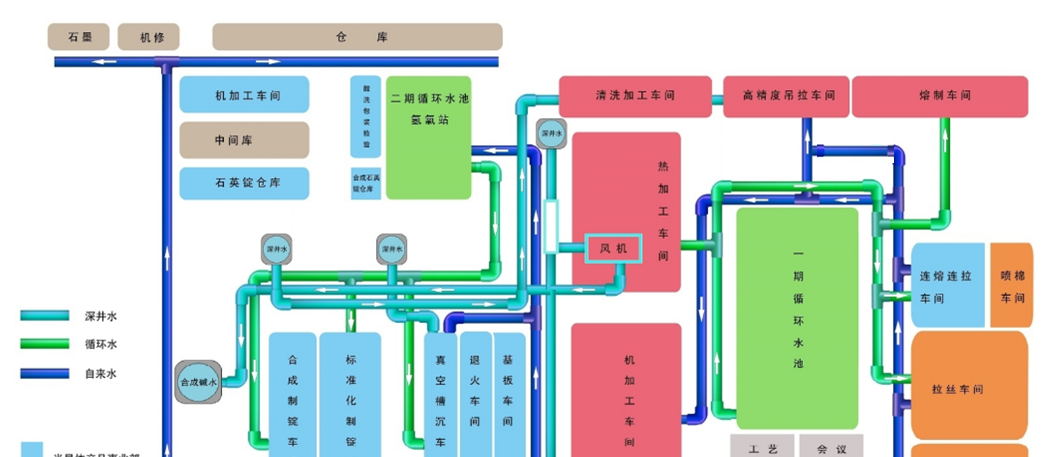 石墨
机修
仓 库
机加工车间
中间库
石英锭仓库
酸洗包装检验
合成石英
锭仓库
二期循环水池
氢氧站
清洗加工车间
高精度吊拉车间
熔制车间
深井水
热加工车间
风机
深井水
深井水
一期循环水池
连熔连拉
车间
喷棉
车间
深井水
循环水
自来水
合成碱水
合成制锭车
标准化制锭
真空槽沉车
退火车间
基板车间
机加工车间
拉丝车间
工艺
会议